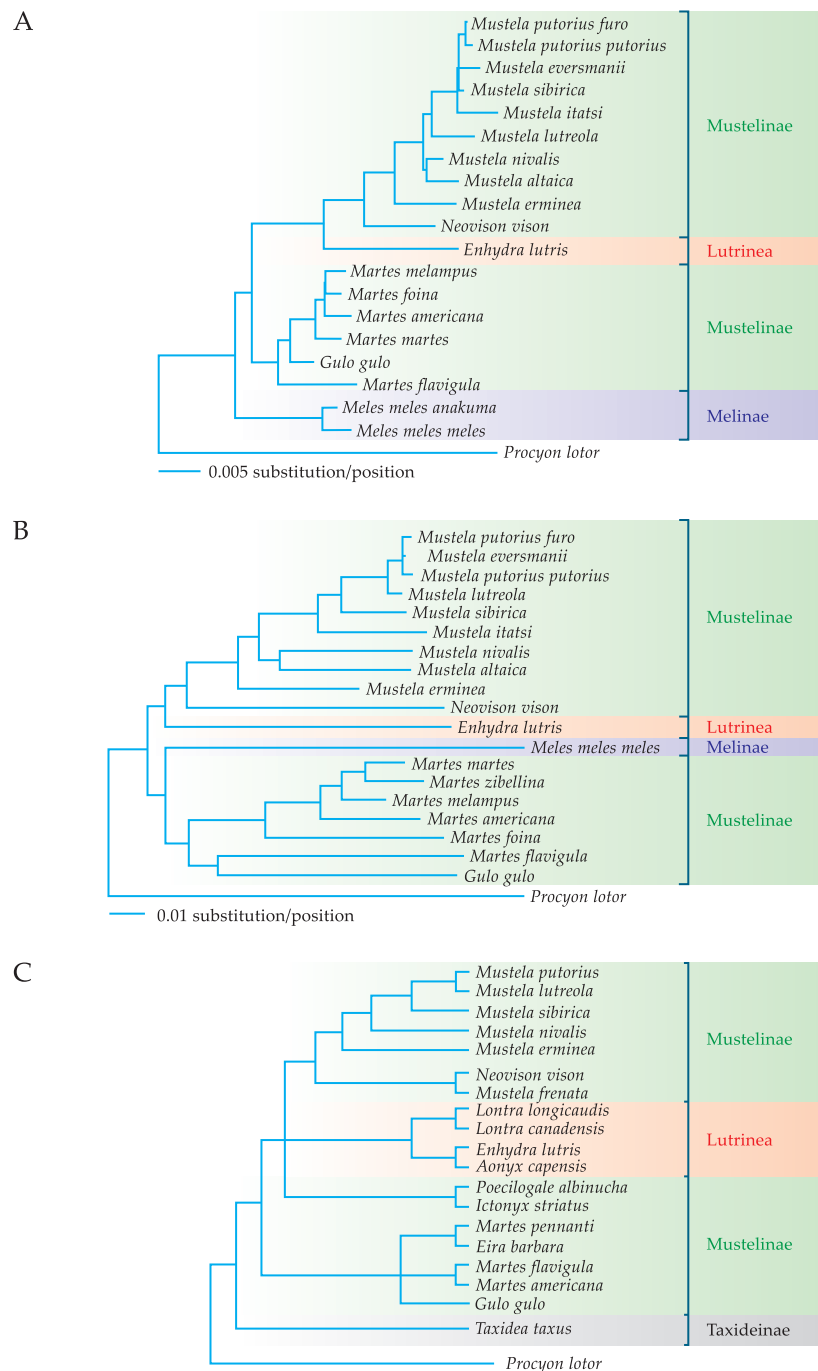 A
Mustela putorius furo
Mustela putorius putorius
Mustela eversmanii
Mustela sibirica
Mustela itatsi
Mustela lutreola
Mustela nivalis
Mustela altaica
Mustela erminea
Neovison vison
Mustelinae
Enhydra lutris
Lutrinea
Martes melampus
Martes foina
Martes americana
Martes martes
Gulo gulo
Martes flavigula
Mustelinae
Meles meles anakuma
Meles meles meles
Melinae
Procyon lotor
0.005 substitution/position
B
Mustela putorius furo
Mustela eversmanii
Mustela putorius putorius
Mustela lutreola
Mustela sibirica
Mustela itatsi
Mustela nivalis
Mustela altaica
Mustela erminea
Neovison vison
Mustelinae
Enhydra lutris
Lutrinea
Meles meles meles
Melinae
Martes martes
Martes zibellina
Martes melampus
Martes americana
Martes foina
Martes flavigula
Gulo gulo
Mustelinae
Procyon lotor
0.01 substitution/position
C
Mustela putorius
Mustela lutreola
Mustela sibirica
Mustela nivalis
Mustela erminea
Neovison vison
Mustela frenata
Mustelinae
Lontra longicaudis
Lontra canadensis
Enhydra lutris
Aonyx capensis
Lutrinea
Poecilogale albinucha
Ictonyx striatus
Martes pennanti
Eira barbara
Martes flavigula
Martes americana
Gulo gulo
Mustelinae
Taxidea taxus
Taxideinae
Procyon lotor